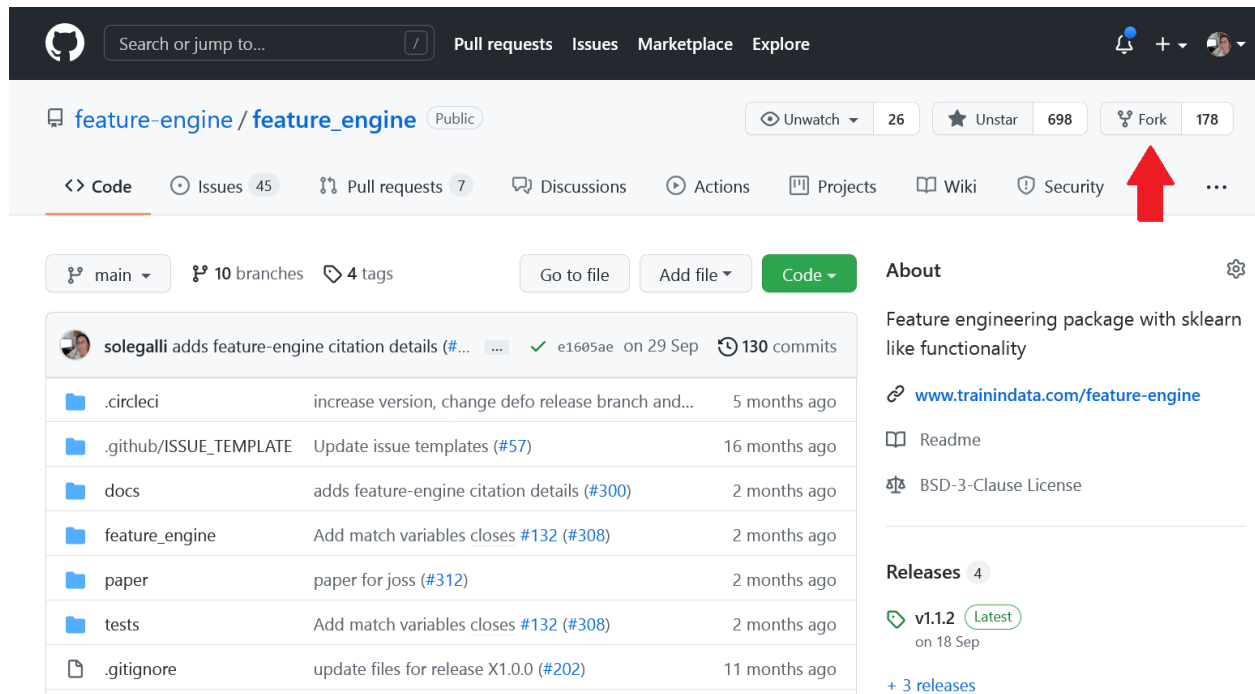 Search or jump to... /
Pull requests Issues Marketplace Explore
feature-engine / feature_engine Public
Unwatch 26
Unstar 698
Fork 178
Code
Issues 45
Pull requests 7
Discussions
Actions
Projects
Wiki
Security
...
main
10 branches
4 tags
Go to file
Add file
Code
solegalli adds feature-engine citation details (#... ... e1605ae on 29 Sep 130 commits
.circleci increase version, change defo release branch and... 5 months ago
.github/ISSUE_TEMPLATE Update issue templates (#57) 16 months ago
docs adds feature-engine citation details (#300) 2 months ago
feature_engine Add match variables closes #132 (#308) 2 months ago
paper paper for joss (#312) 2 months ago
tests Add match variables closes #132 (#308) 2 months ago
.gitignore update files for release X1.0.0 (#202) 11 months ago
About
Feature engineering package with sklearn
like functionality
www.trainindata.com/feature-engine
Readme
BSD-3-Clause License
Releases 4
v1.1.2 Latest
on 18 Sep
+ 3 releases